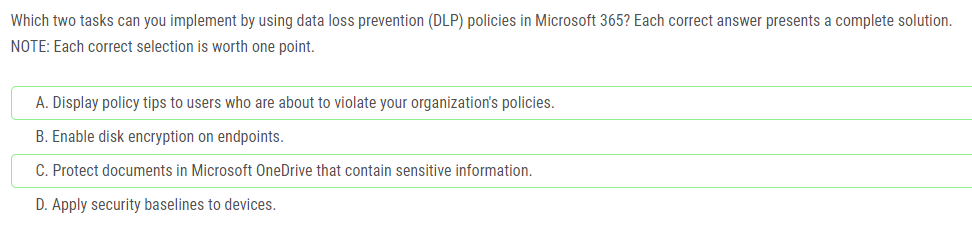 Which two tasks can you implement by using data loss prevention (DLP) policies in Microsoft 365? Each correct answer presents a complete solution.
NOTE: Each correct selection is worth one point.
A. Display policy tips to users who are about to violate your organization's policies.
B. Enable disk encryption on endpoints.
C. Protect documents in Microsoft OneDrive that contain sensitive information.
D. Apply security baselines to devices.